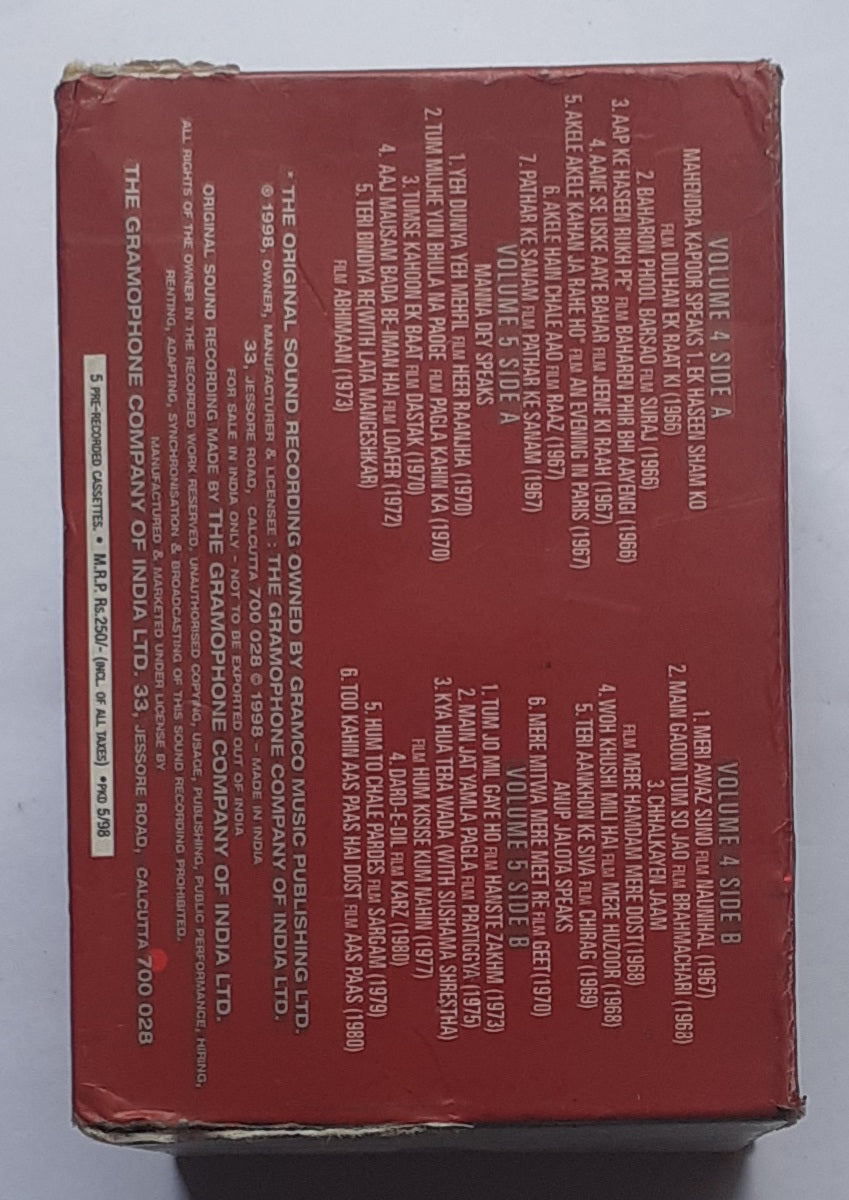 VOLUME 4 SIDE A
MAHENDRA KAPOOR SPEAKS 1. EK HASEEN SHAM KO
FILM DULHAN EK RAAT KI (1966)
2. BAHARON PHOOL BARSAO FILM SURAJ (1966)
3. AAP KE HASEEN RUKH PE* FILM BAHAREN PHIR BHI AAYENGI (1966)
4. AANE SE USKE AAYE BAHAR FILM JEENE KI RAAH (1967)
5. AKELE AKELE KAHAN JA RAHE HO* FILM AN EVENING IN PARIS (1967)
6. AKELE HAIN CHALE AAO FILM RAAZ (1967)
7. PATHAR KE SANAM FILM PATHAR KE SANAM (1967)
VOLUME 5 SIDE A
MANNA DEY SPEAKS
1. YEH DUNIYA YEH MEHFIL FILM HEER RAANJHA (1970)
2. TUM MUJHE YUN BHULA NA PAOGE FILM PAGLA KAHIN KA (1970)
3. TUMSE KAHOON EK BAAT FILM DASTAK (1970)
4. AAJ MAUSAM BADA BE-IMAN HAI FILM LOAFER (1972)
5. TERI BINDIYA RE(WITH LATA MANGESHKAR)
FILM ABHIMAAN (1973)
VOLUME 4 SIDE B
1. MERI AWAZ SUNO FILM NAUNIHAL (1967)
2. MAIN GAOON TUM SO JAO FILM BRAHMACHARI (1968)
3. CHHALKAYEN JAAM
FILM MERE HAMDAM MERE DOST(1968)
4. WOH KHUSHI MILI HAI FILM MERE HUZOOR (1968)
5. TERI AANKHON KE SIVA FILM CHIRAG (1969)
ANUP JALOTA SPEAKS
6. MERE MITWA MERE MEET RE FILM GEET (1970)
VOLUME 5 SIDE B
1. TUM JO MIL GAYE HO FILM HANSTE ZAKHM (1973)
2. MAIN JAT YAMLA PAGLA FILM PRATIGGYA (1975)
3. KYA HUA TERA WADA (WITH SUSHAMA SHRESTHA)
FILM HUM KISISE KUM NAHIN (1977)
4. DARD-E-DIL FILM KARZ (1980)
5. HUM TO CHALE PARDES FILM SARGAM (1979)
6. TOO KAHIN AAS PAAS HAI DOST FILM AAS PAAS (1980)
* THE ORIGINAL SOUND RECORDING OWNED BY GRAMCO MUSIC PUBLISHING LTD.
© 1998, OWNER, MANUFACTURER & LICENSEE : THE GRAMOPHONE COMPANY OF INDIA LTD.
33, JESSORE ROAD, CALCUTTA 700 028 © 1998 - MADE IN INDIA
FOR SALE IN INDIA ONLY - NOT TO BE EXPORTED OUT OF INDIA
ORIGINAL SOUND RECORDING MADE BY THE GRAMOPHONE COMPANY OF INDIA LTD.
ALL RIGHTS OF THE OWNER IN THE RECORDED WORK RESERVED. UNAUTHORISED COPYING, USAGE, PUBLISHING, PUBLIC PERFORMANCE, HIRING,
RENTING, ADAPTING, SYNCHRONISATION & BROADCASTING OF THIS SOUND RECORDING PROHIBITED.
MANUFACTURED & MARKETED UNDER LICENSE BY
THE GRAMOPHONE COMPANY OF INDIA LTD. 33, JESSORE ROAD, CALCUTTA 700 028
5 PRE-RECORDED CASSETTES. • M.R.P. Rs.250/- (INCL. OF ALL TAXES) •PKD 5/98